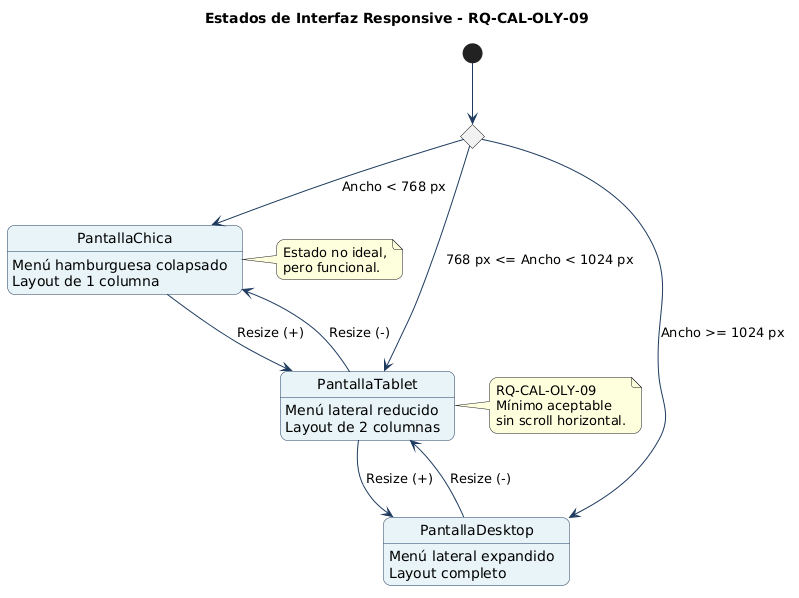 Estados de Interfaz Responsive - RQ-CAL-OLY-09
Ancho < 768 px
PantallaChica
Menú hamburguesa colapsado
Layout de 1 columna
Estado no ideal,
pero funcional.
768 px <= Ancho < 1024 px
Resize (+)
Resize (-)
Ancho >= 1024 px
PantallaTablet
Menú lateral reducido
Layout de 2 columnas
RQ-CAL-OLY-09
Mínimo aceptable
sin scroll horizontal.
Resize (+)
Resize (-)
PantallaDesktop
Menú lateral expandido
Layout completo